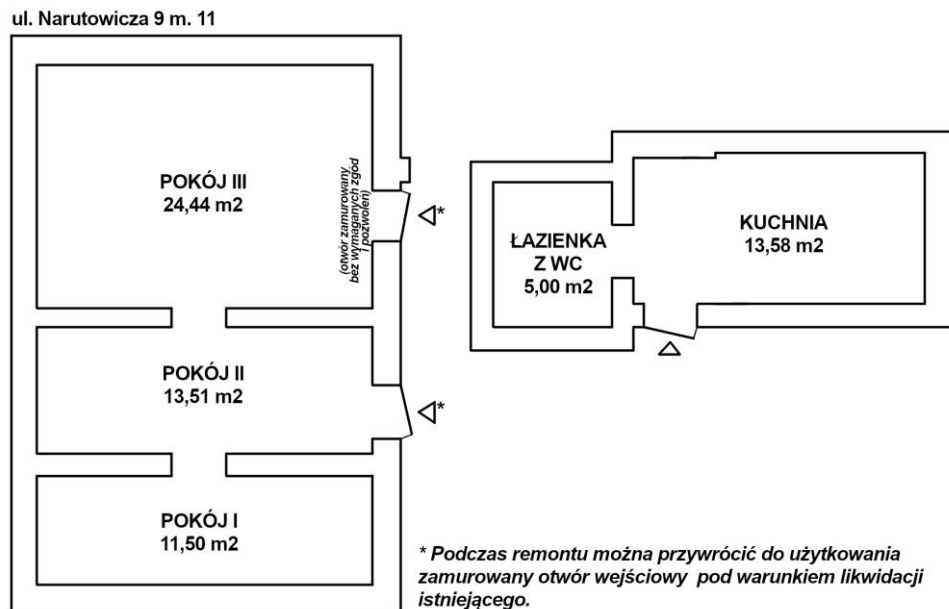 ul. Narutowicza 9 m. 11
POKÓJ III
24,44 m2
(otwór zamurowany
bez wymaganych zgód
i pozwoleń)
*
POKÓJ II
13,51 m2
*
POKÓJ I
11,50 m2
ŁAZIENKA
Z WC
5,00 m2
KUCHNIA
13,58 m2
* Podczas remontu można przywrócić do użytkowania
zamurowany otwór wejściowy pod warunkiem likwidacji
istniejącego.